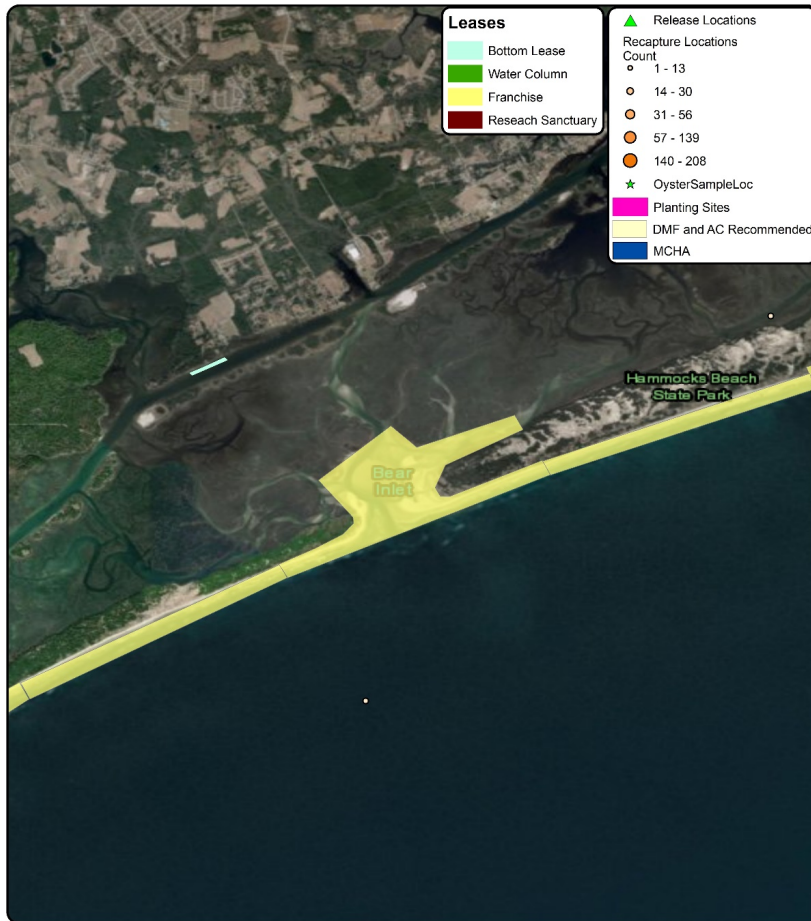 Leases
Bottom Lease
Water Column
Franchise
Reseach Sanctuary
Release Locations
Recapture Locations
Count
1 - 13
14 - 30
31 - 56
57 - 139
140 - 208
OysterSampleLoc
Planting Sites
DMF and AC Recommended
MCHA
Hammocks Beach
State Park
Bear
Inlet